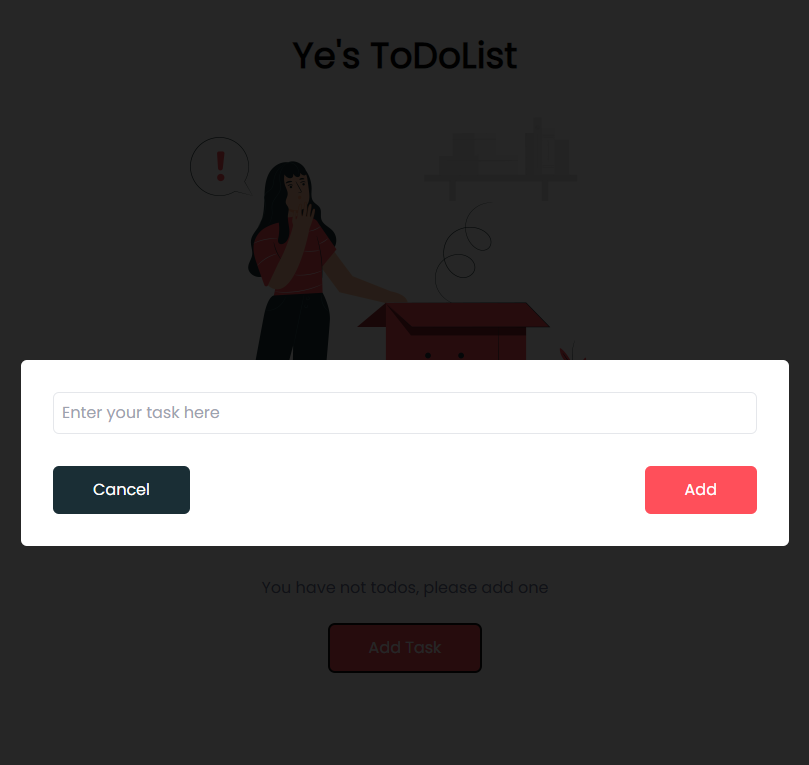 Ye's ToDoList
!
Enter your task here
Cancel
Add
You have not todos, please add one
Add Task